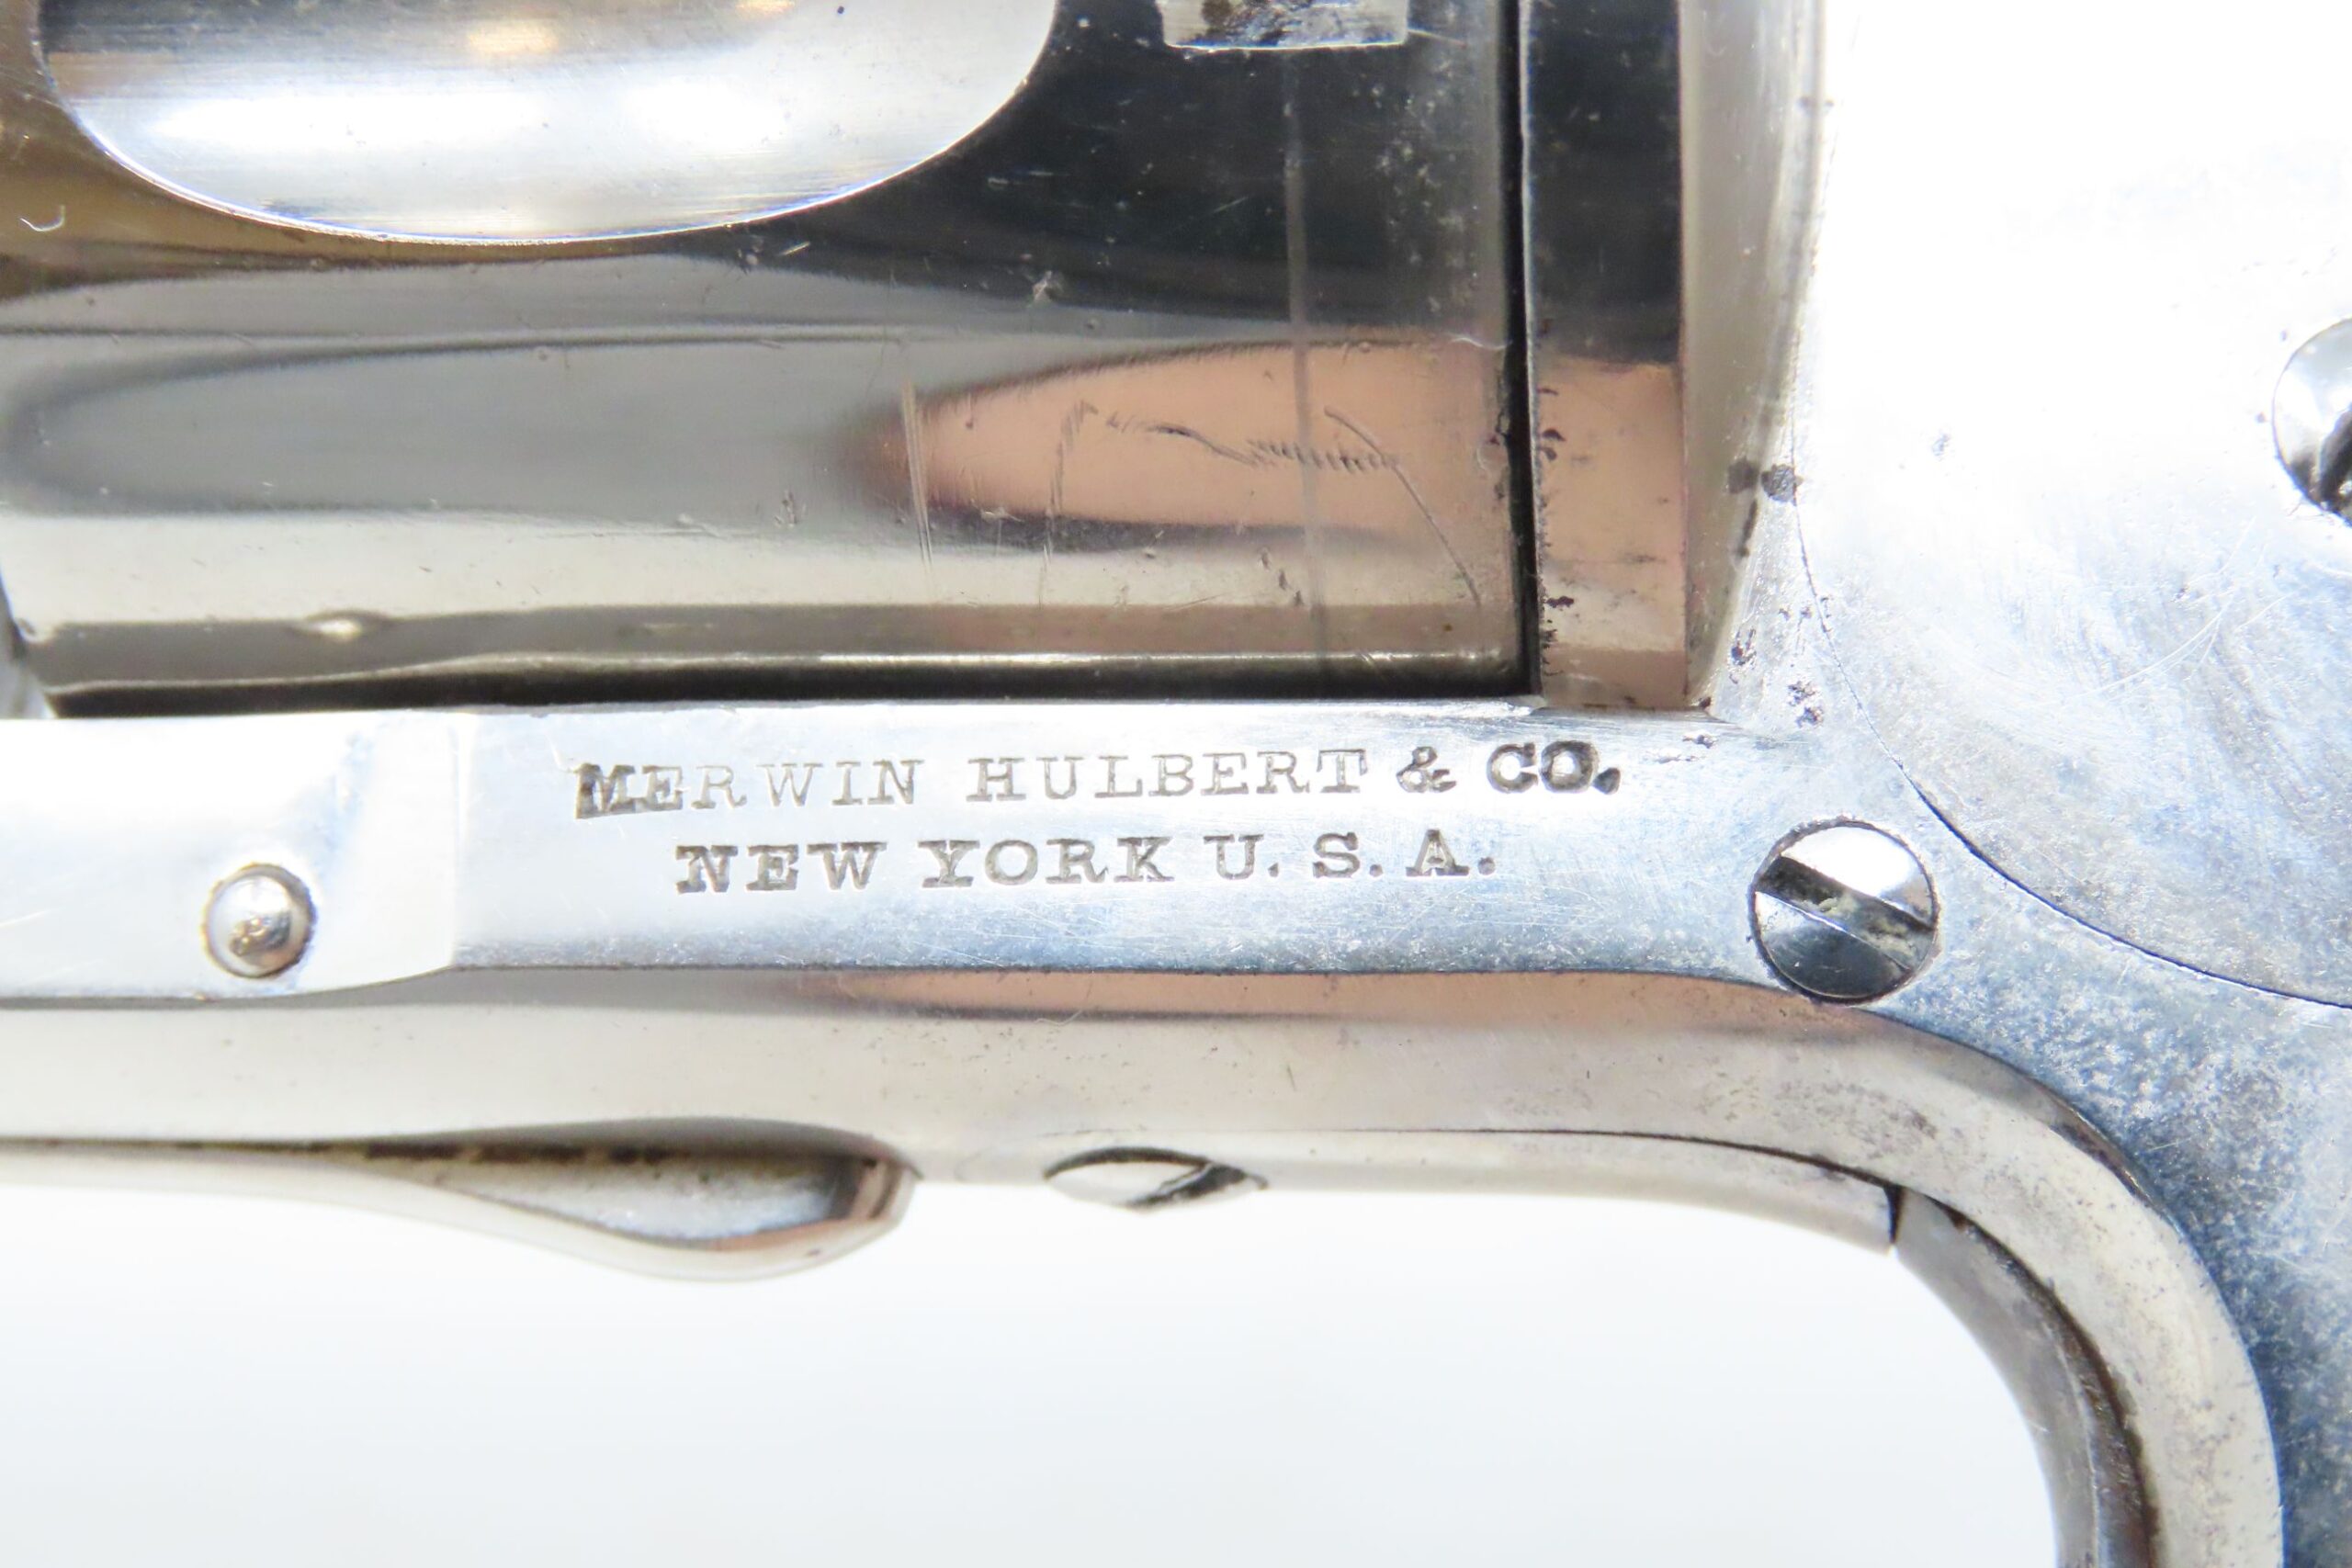 MERWIN HULBERT & CO.
NEW YORK U. S. A.